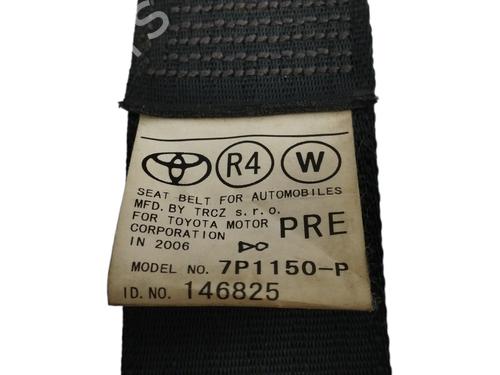 R4 W
SEAT BELT FOR AUTOMOBILES
MFD. BY TRCZ s.r.o.
FOR TOYOTA MOTOR
CORPORATION
IN 2006
PRE
MODEL NO. 7P1150-P
ID. NO. 146825